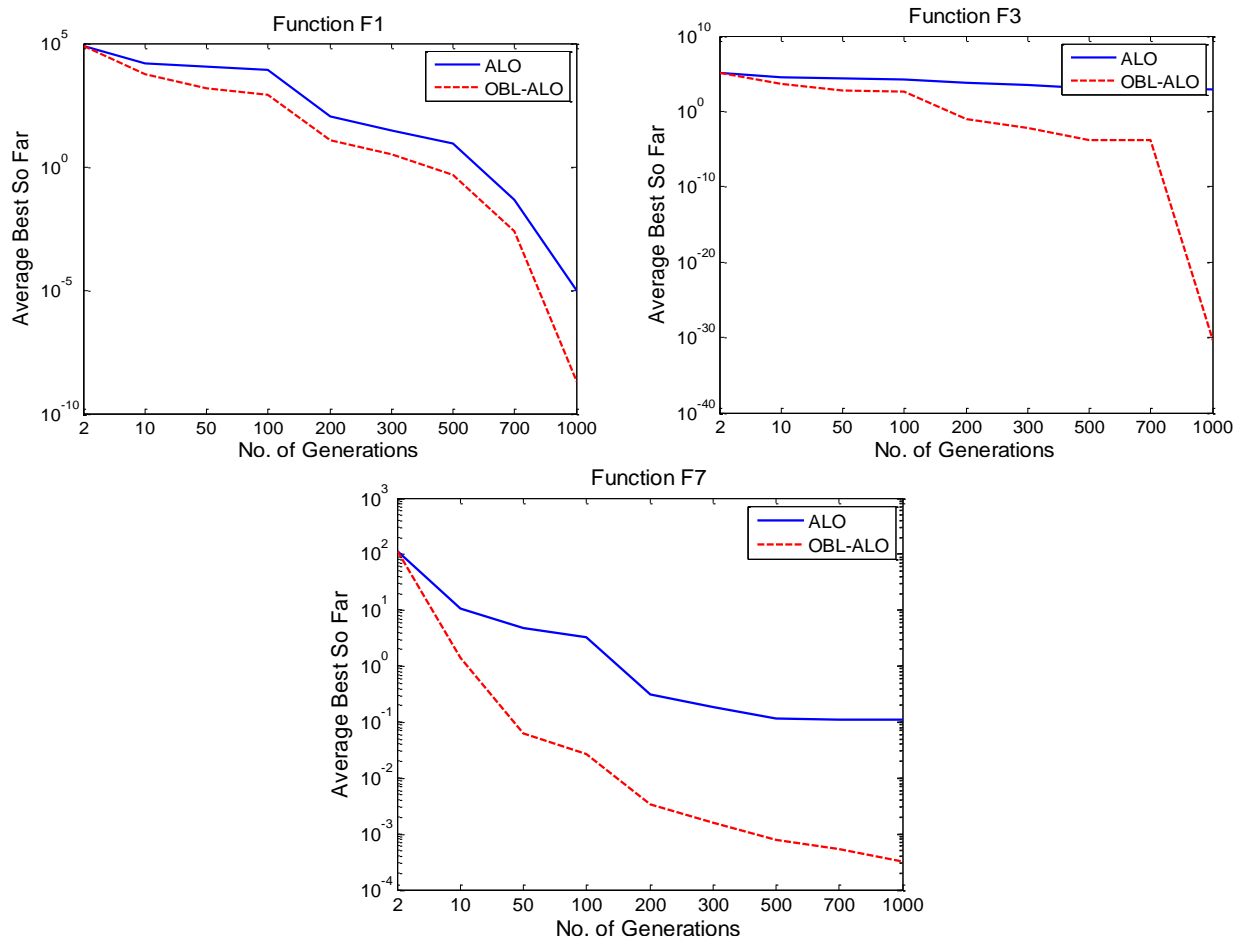 Function F1
10^5
10^0
10^-5
10^-10
Average Best So Far
ALO
OBL-ALO
2 10 50 100 200 300 500 700 1000
No. of Generations
Function F3
10^10
10^0
10^-10
10^-20
10^-30
10^-40
Average Best So Far
ALO
OBL-ALO
2 10 50 100 200 300 500 700 1000
No. of Generations
Function F7
10^3
10^2
10^1
10^0
10^-1
10^-2
10^-3
10^-4
Average Best So Far
ALO
OBL-ALO
2 10 50 100 200 300 500 700 1000
No. of Generations